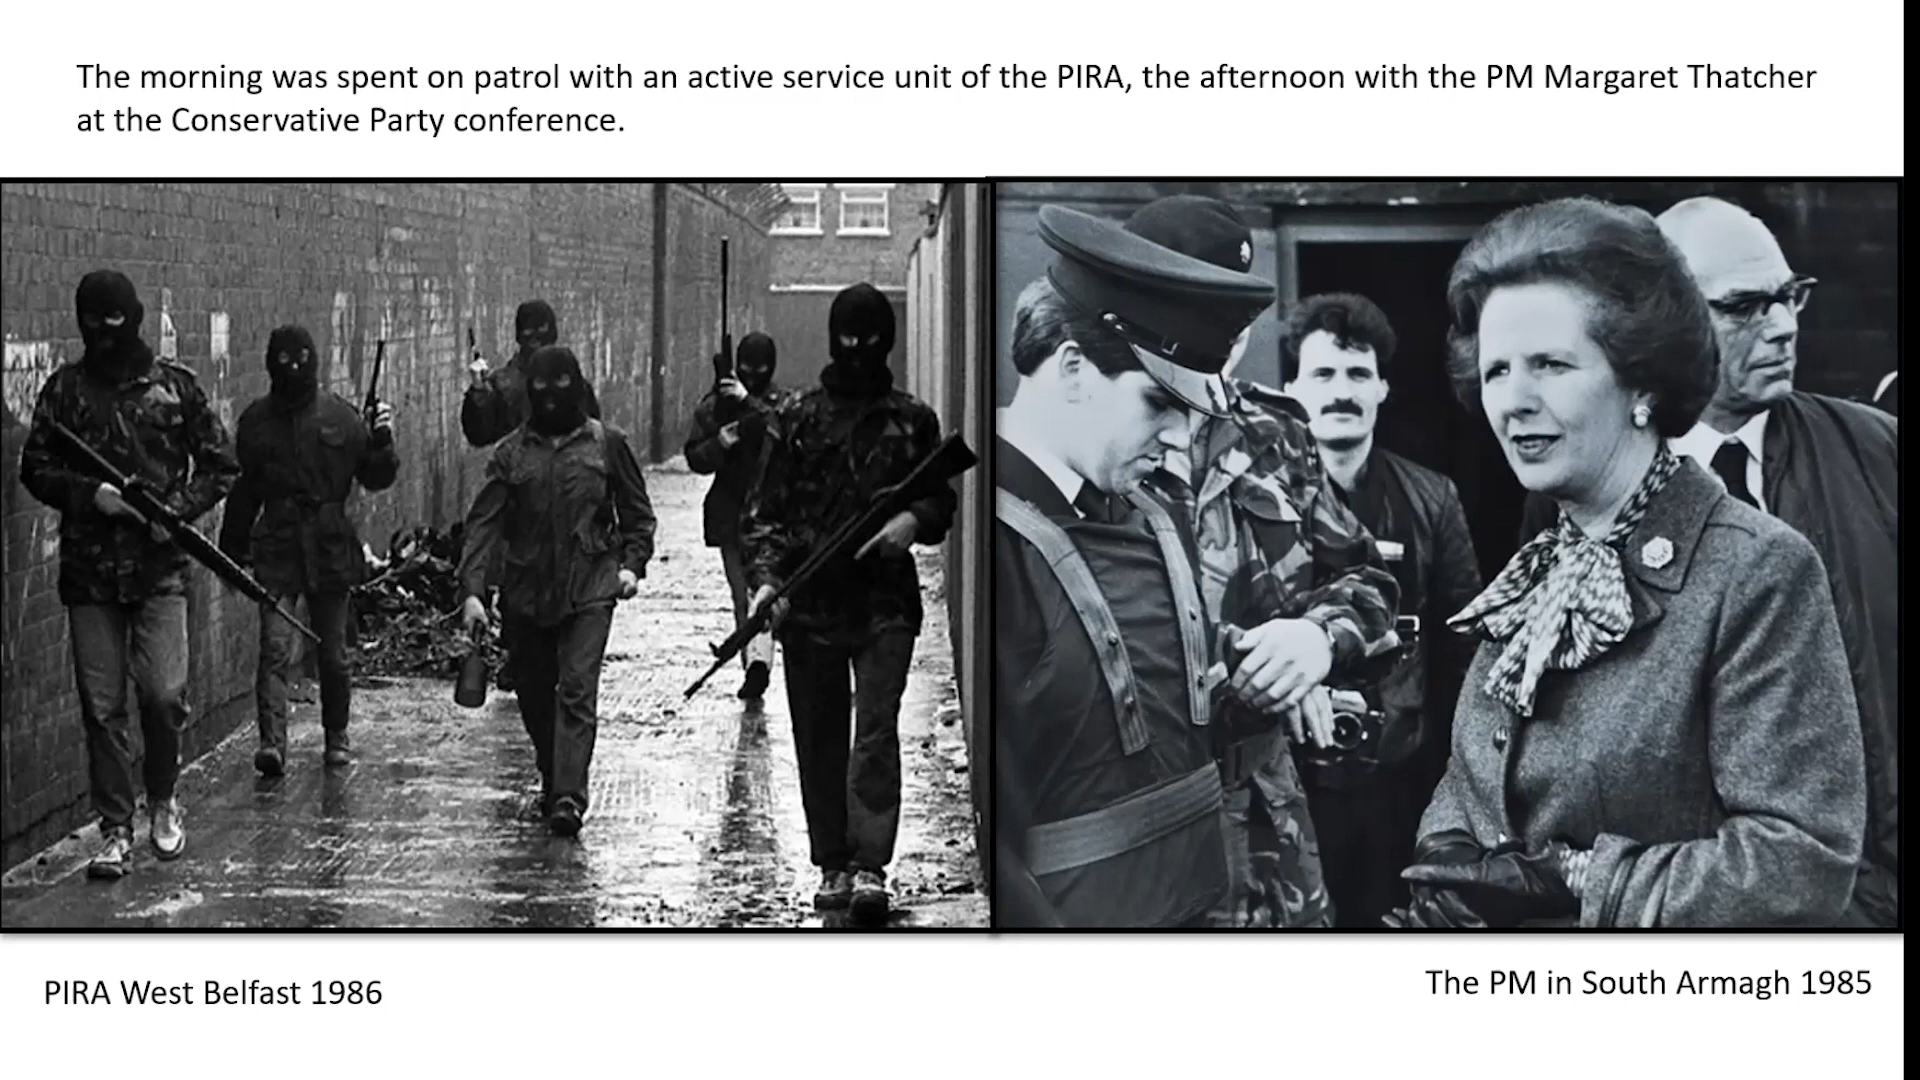 The morning was spent on patrol with an active service unit of the PIRA, the afternoon with the PM Margaret Thatcher
at the Conservative Party conference.
PIRA West Belfast 1986
The PM in South Armagh 1985